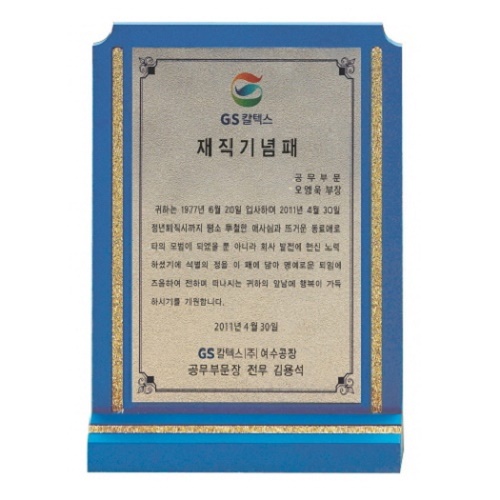 GS 칼텍스
재직기념패
공 무 부 문
오영욱 부장
귀하는 1977년 6월 20일 입사하여 2011년 4월 30일
정년퇴직시까지 평소 투철한 애사심과 뜨거운 동료애로
타의 모범이 되었을 뿐 아니라 회사 발전에 헌신 노력
하셨기에 석별의 정을 이 패에 담아 영예로운 퇴임에
즈음하여 전하며 떠나시는 귀하의 앞날에 행복이 가득
하시기를 기원합니다.
2011년 4월 30일
GS 칼텍스(주) 여수공장
공무부문장 전무 김용석